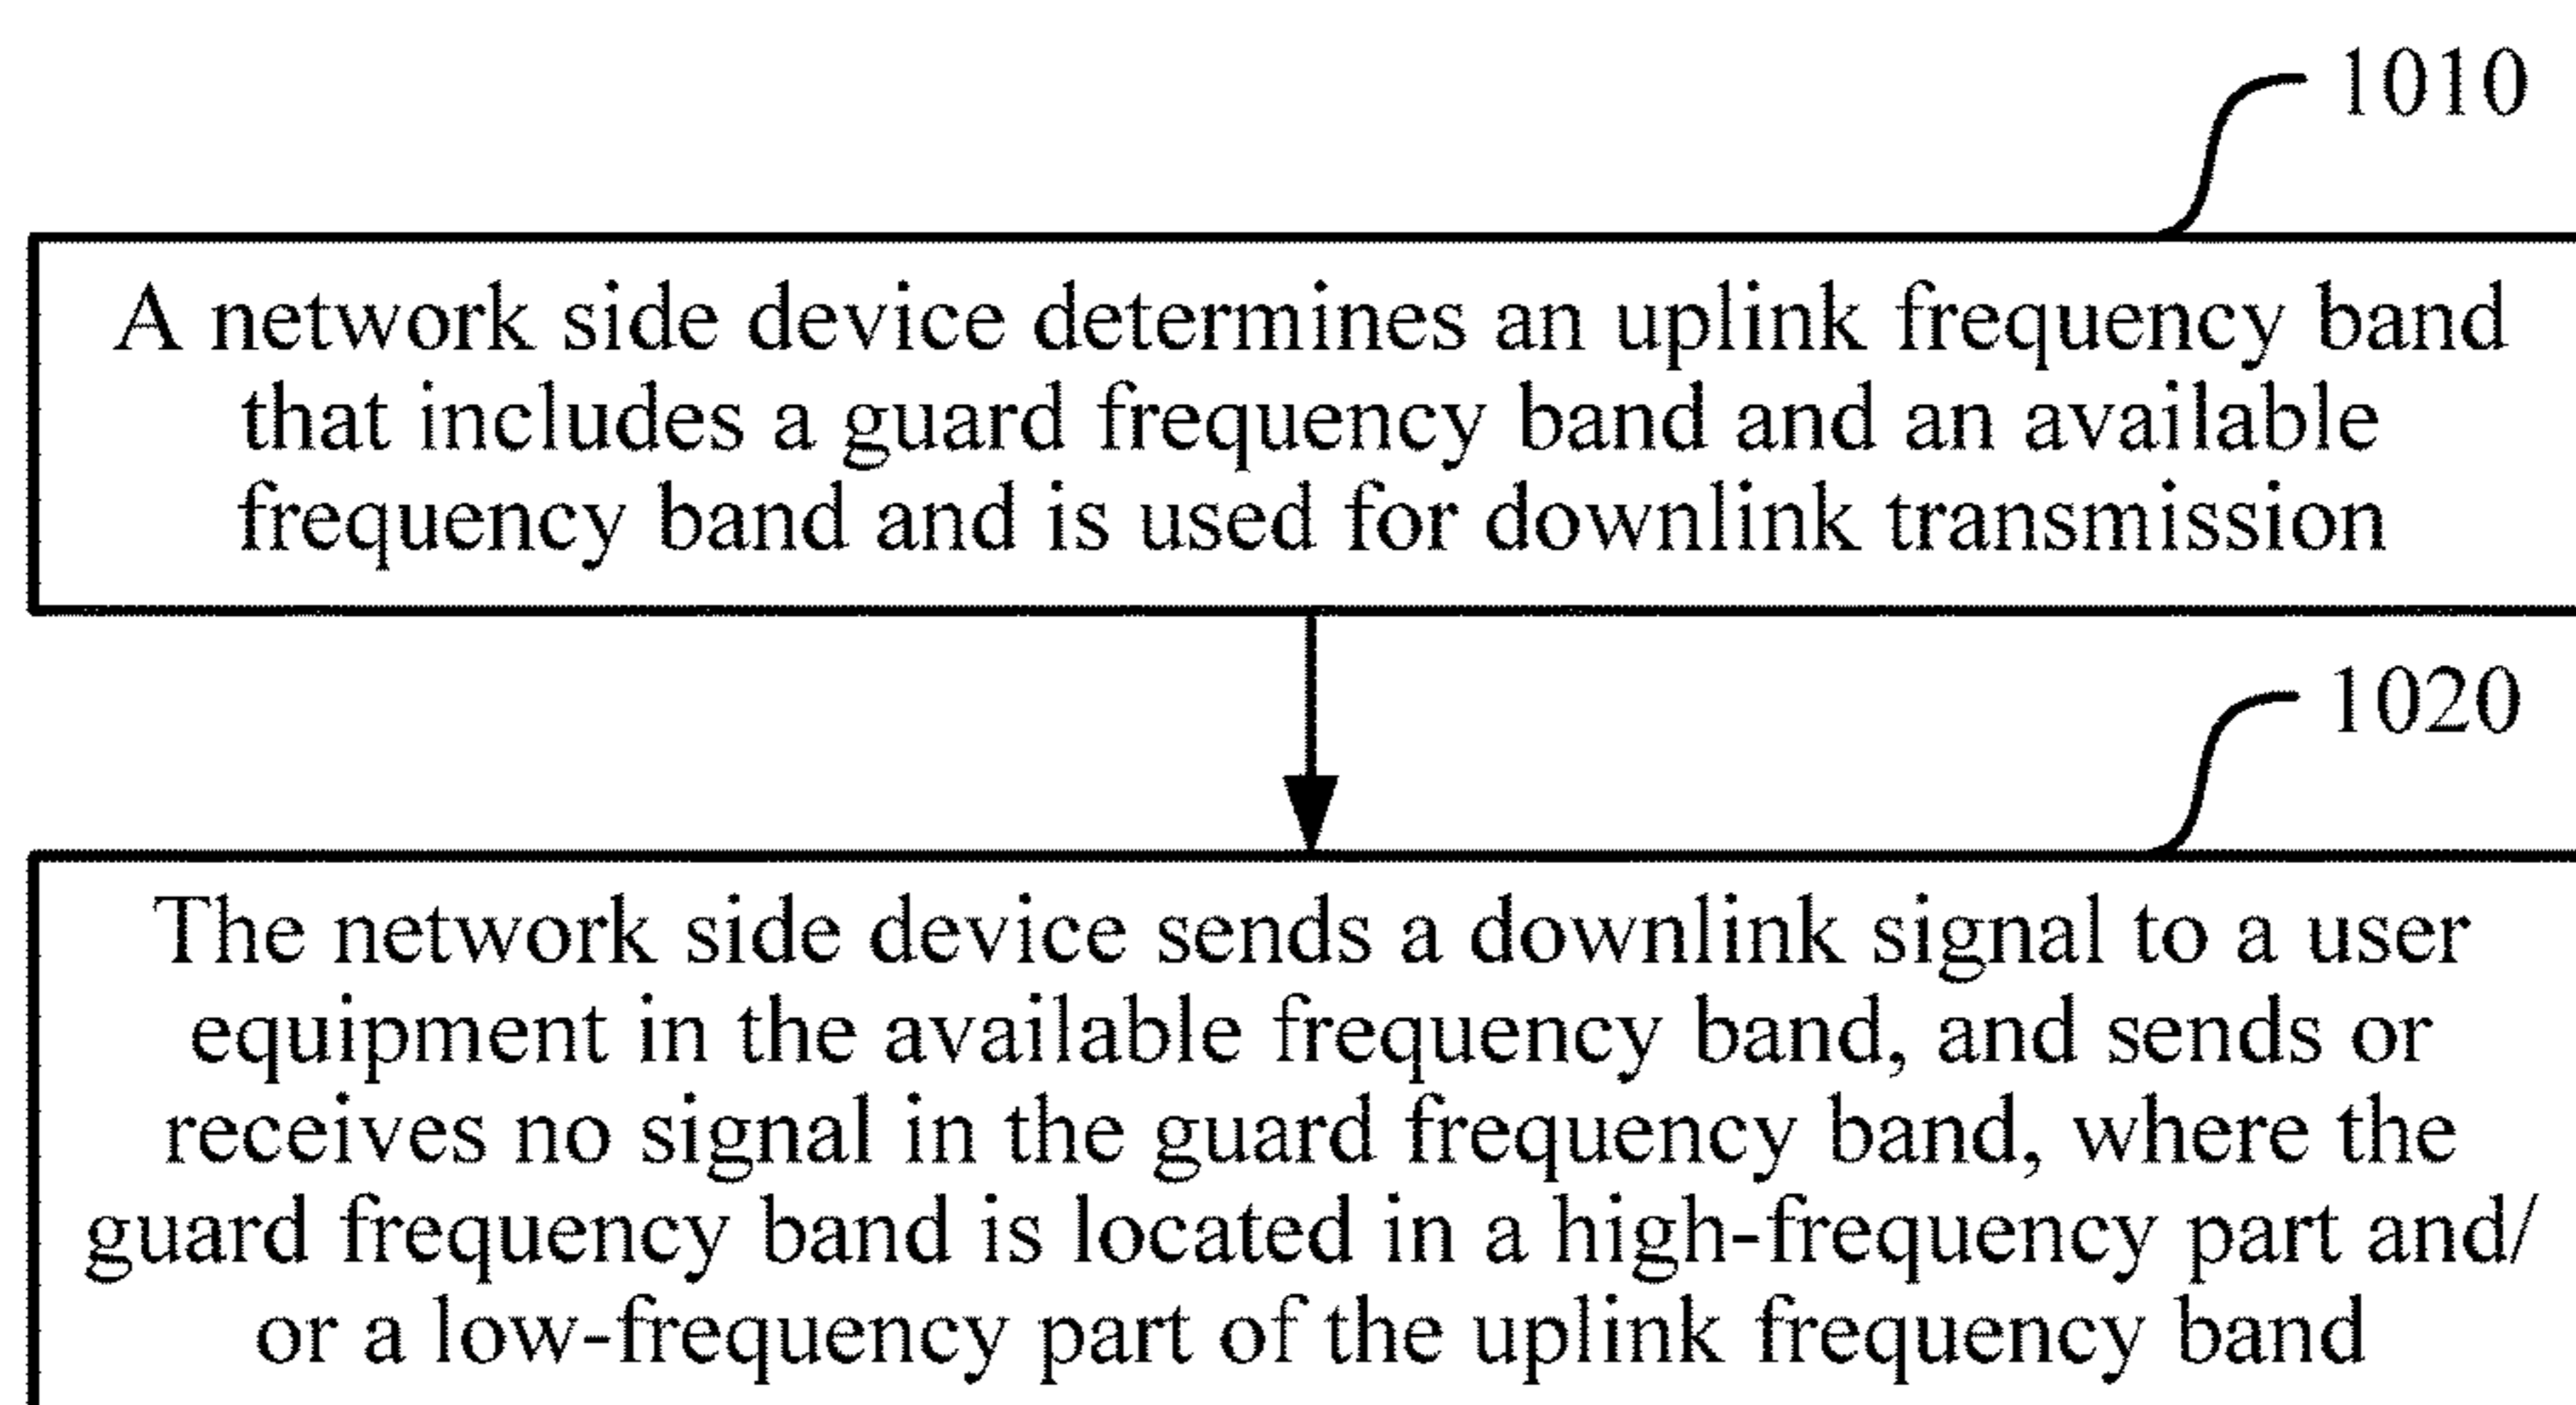 1010
A network side device determines an uplink frequency band
that includes a guard frequency band and an available
frequency band and is used for downlink transmission
1020
The network side device sends a downlink signal to a user
equipment in the available frequency band, and sends or
receives no signal in the guard frequency band, where the
guard frequency band is located in a high-frequency part and/
or a low-frequency part of the uplink frequency band